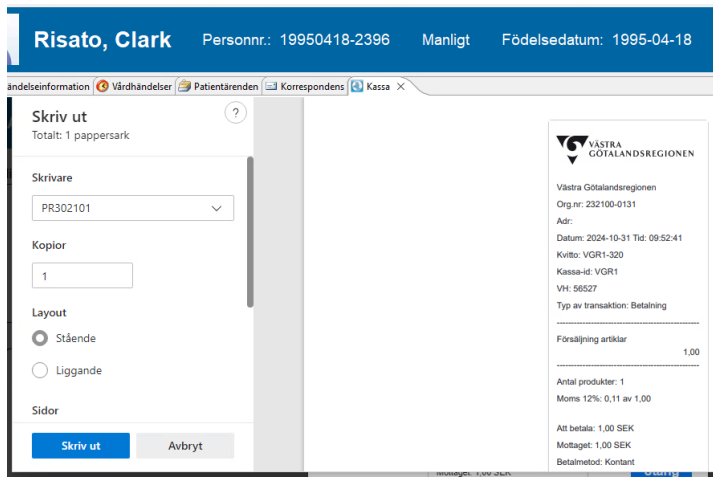 Risato, Clark Personnr.: 19950418-2396 Manligt Födelsedatum: 1995-04-18
ändelseinformation Vårdhändelser Patientärenden Korrespondens Kassa
Skriv ut
?
Totalt: 1 pappersark
Skrivare
PR302101
Kopior
1
Layout
Stående
Liggande
Sidor
Skriv ut Avbryt
VÄSTRA
GÖTALANDSREGIONEN
Västra Götalandsregionen
Org.nr: 232100-0131
Adr:
Datum: 2024-10-31 Tid: 09:52:41
Kvitto: VGR1-320
Kassa-id: VGR1
VH: 56527
Typ av transaktion: Betalning
Försäljning artiklar
1,00
Antal produkter: 1
Moms 12%: 0,11 av 1,00
Att betala: 1,00 SEK
Mottaget: 1,00 SEK
Betalmetod: Kontant
Mottaget: 1,00 SEK